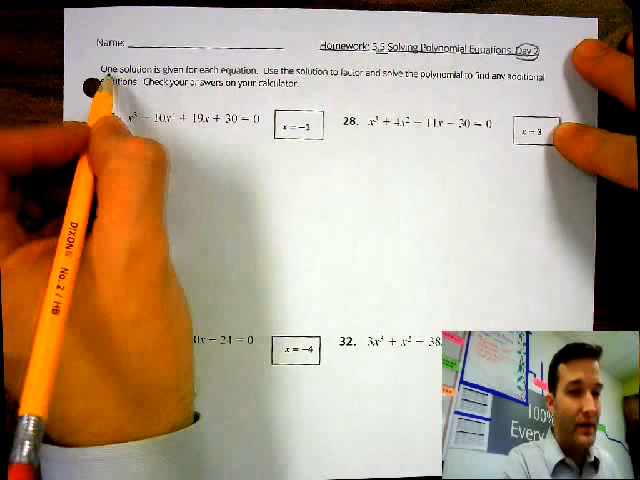 Name:
Homework: 5.5 Solving Polynomial Equations Day 2
One solution is given for each equation. Use the solution to factor and solve the polynomial to find any additional
Check your answers on your calculator.
x³ − 10x² + 19x + 30 = 0
x = −1
28. x³ + 4x² − 11x − 30 = 0
x = 3
− 24 = 0
x = −4
32. 3x³ + x² − 38
100%
Every
DIXON
No. 2 / HB